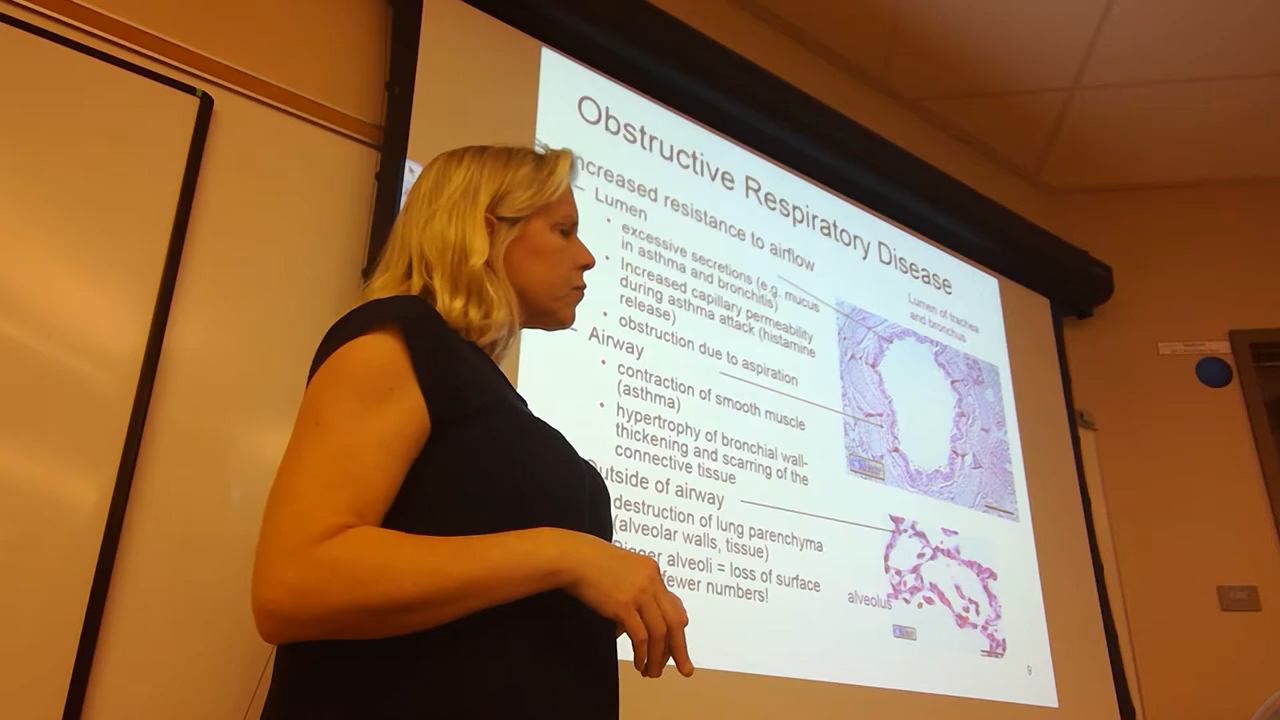 Obstructive Respiratory Disease
ncreased resistance to airflow
– Lumen
• excessive secretions (e.g. mucus
in asthma and bronchitis)
• Increased capillary permeability
during asthma attack (histamine
release)
• obstruction due to aspiration
– Airway
• contraction of smooth muscle
(asthma)
• hypertrophy of bronchial wall-
thickening and scarring of the
connective tissue
utside of airway
destruction of lung parenchyma
(alveolar walls, tissue)
Bigger alveoli = loss of surface
fewer numbers!
Lumen of trachea
and bronchus
alveolus
9